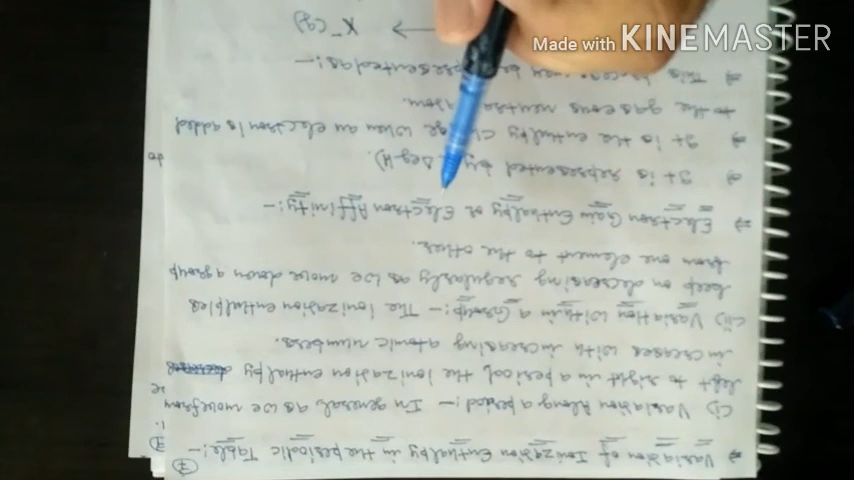 Made with KINEMASTER
⇒ Variation of Ionization Enthalpy in the periodic Table:- 7
(i) Variation Along a period :- In general, as we move from
left to right in a period, the ionization enthalpy
increases with increasing atomic numbers.
(ii) Variation within a Group :- The ionization enthalpies
keep on decreasing regularly as we move down a group
from one element to the other.
⇒ Electron Gain Enthalpy or Electron Affinity :-
It is represented by ΔegH).
It is the enthalpy when an electron is added
to the gaseous neutral atom.
This process may be represented as :-
→ X⁻(g)